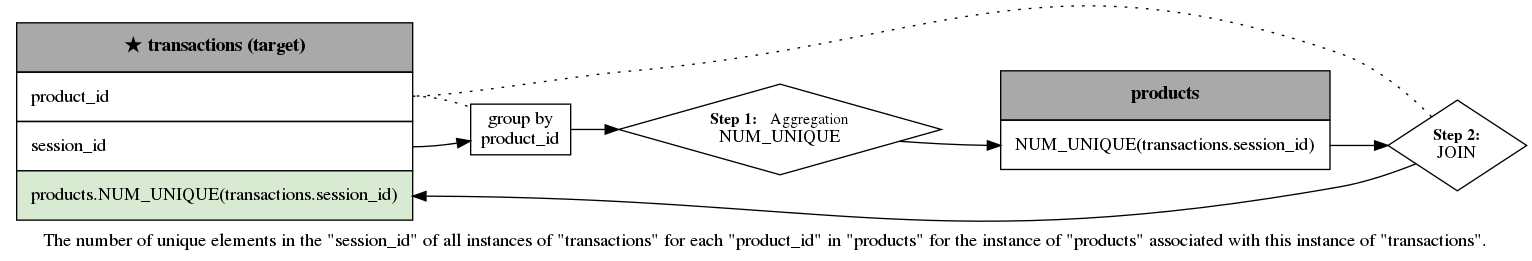 ★ transactions (target)
product_id
session_id
products.NUM_UNIQUE(transactions.session_id)
group by
product_id
Step 1: Aggregation
NUM_UNIQUE
products
NUM_UNIQUE(transactions.session_id)
Step 2:
JOIN
The number of unique elements in the "session_id" of all instances of "transactions" for each "product_id" in "products" for the instance of "products" associated with this instance of "transactions".